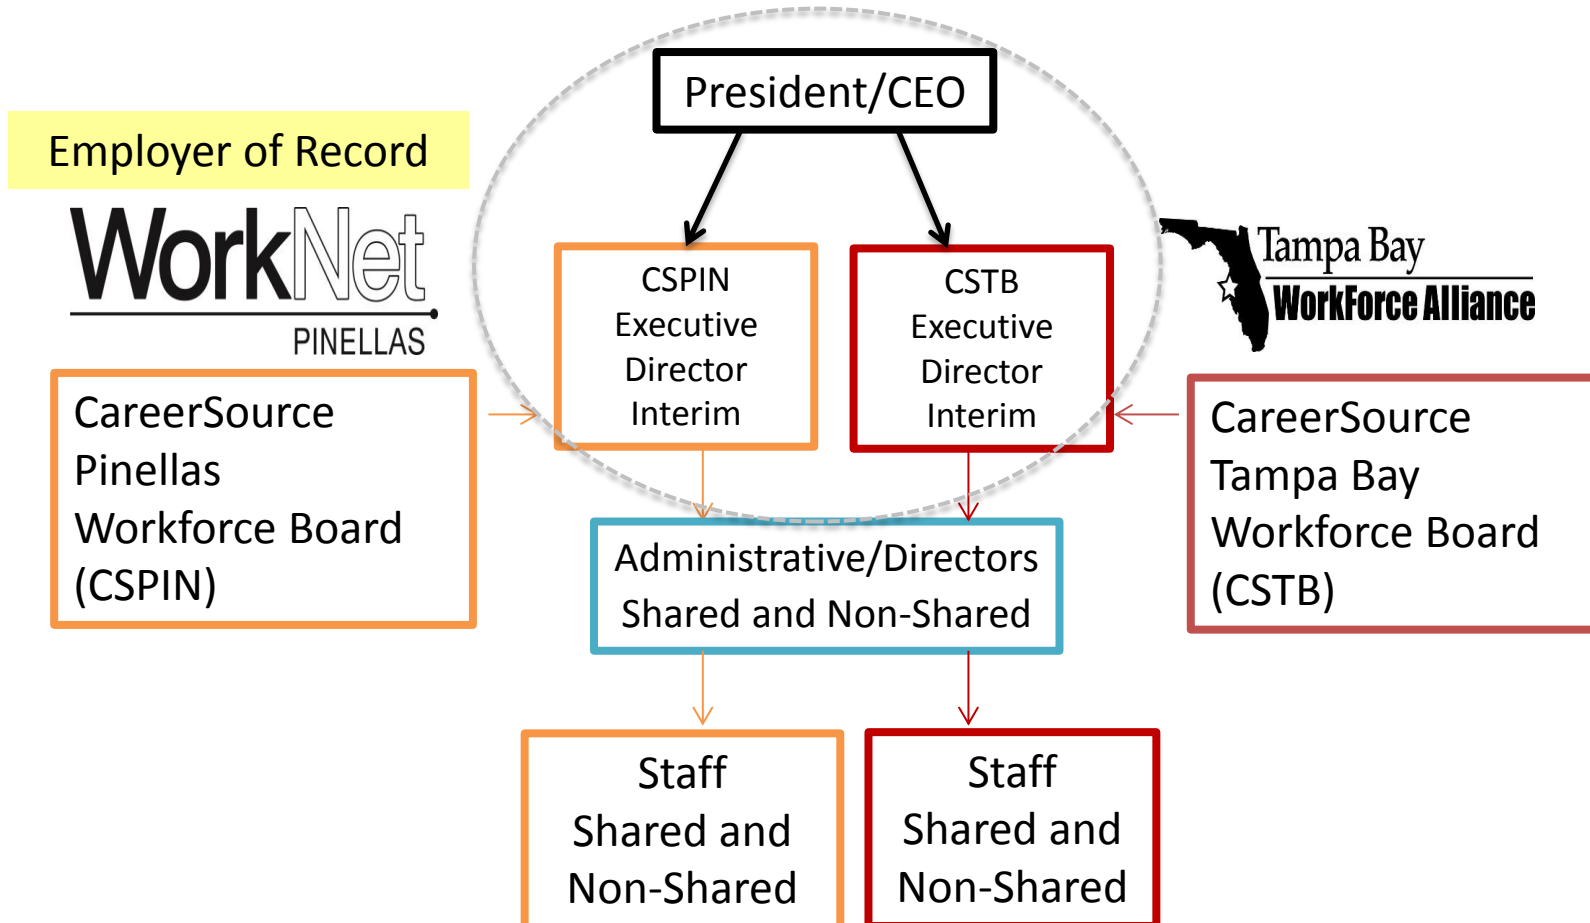 President/CEO
Employer of Record
WorkNet
PINELLAS
CSPIN
Executive
Director
Interim
CSTB
Executive
Director
Interim
Tampa Bay
WorkForce Alliance
CareerSource
Pinellas
Workforce Board
(CSPIN)
CareerSource
Tampa Bay
Workforce Board
(CSTB)
Administrative/Directors
Shared and Non-Shared
Staff
Shared and
Non-Shared
Staff
Shared and
Non-Shared